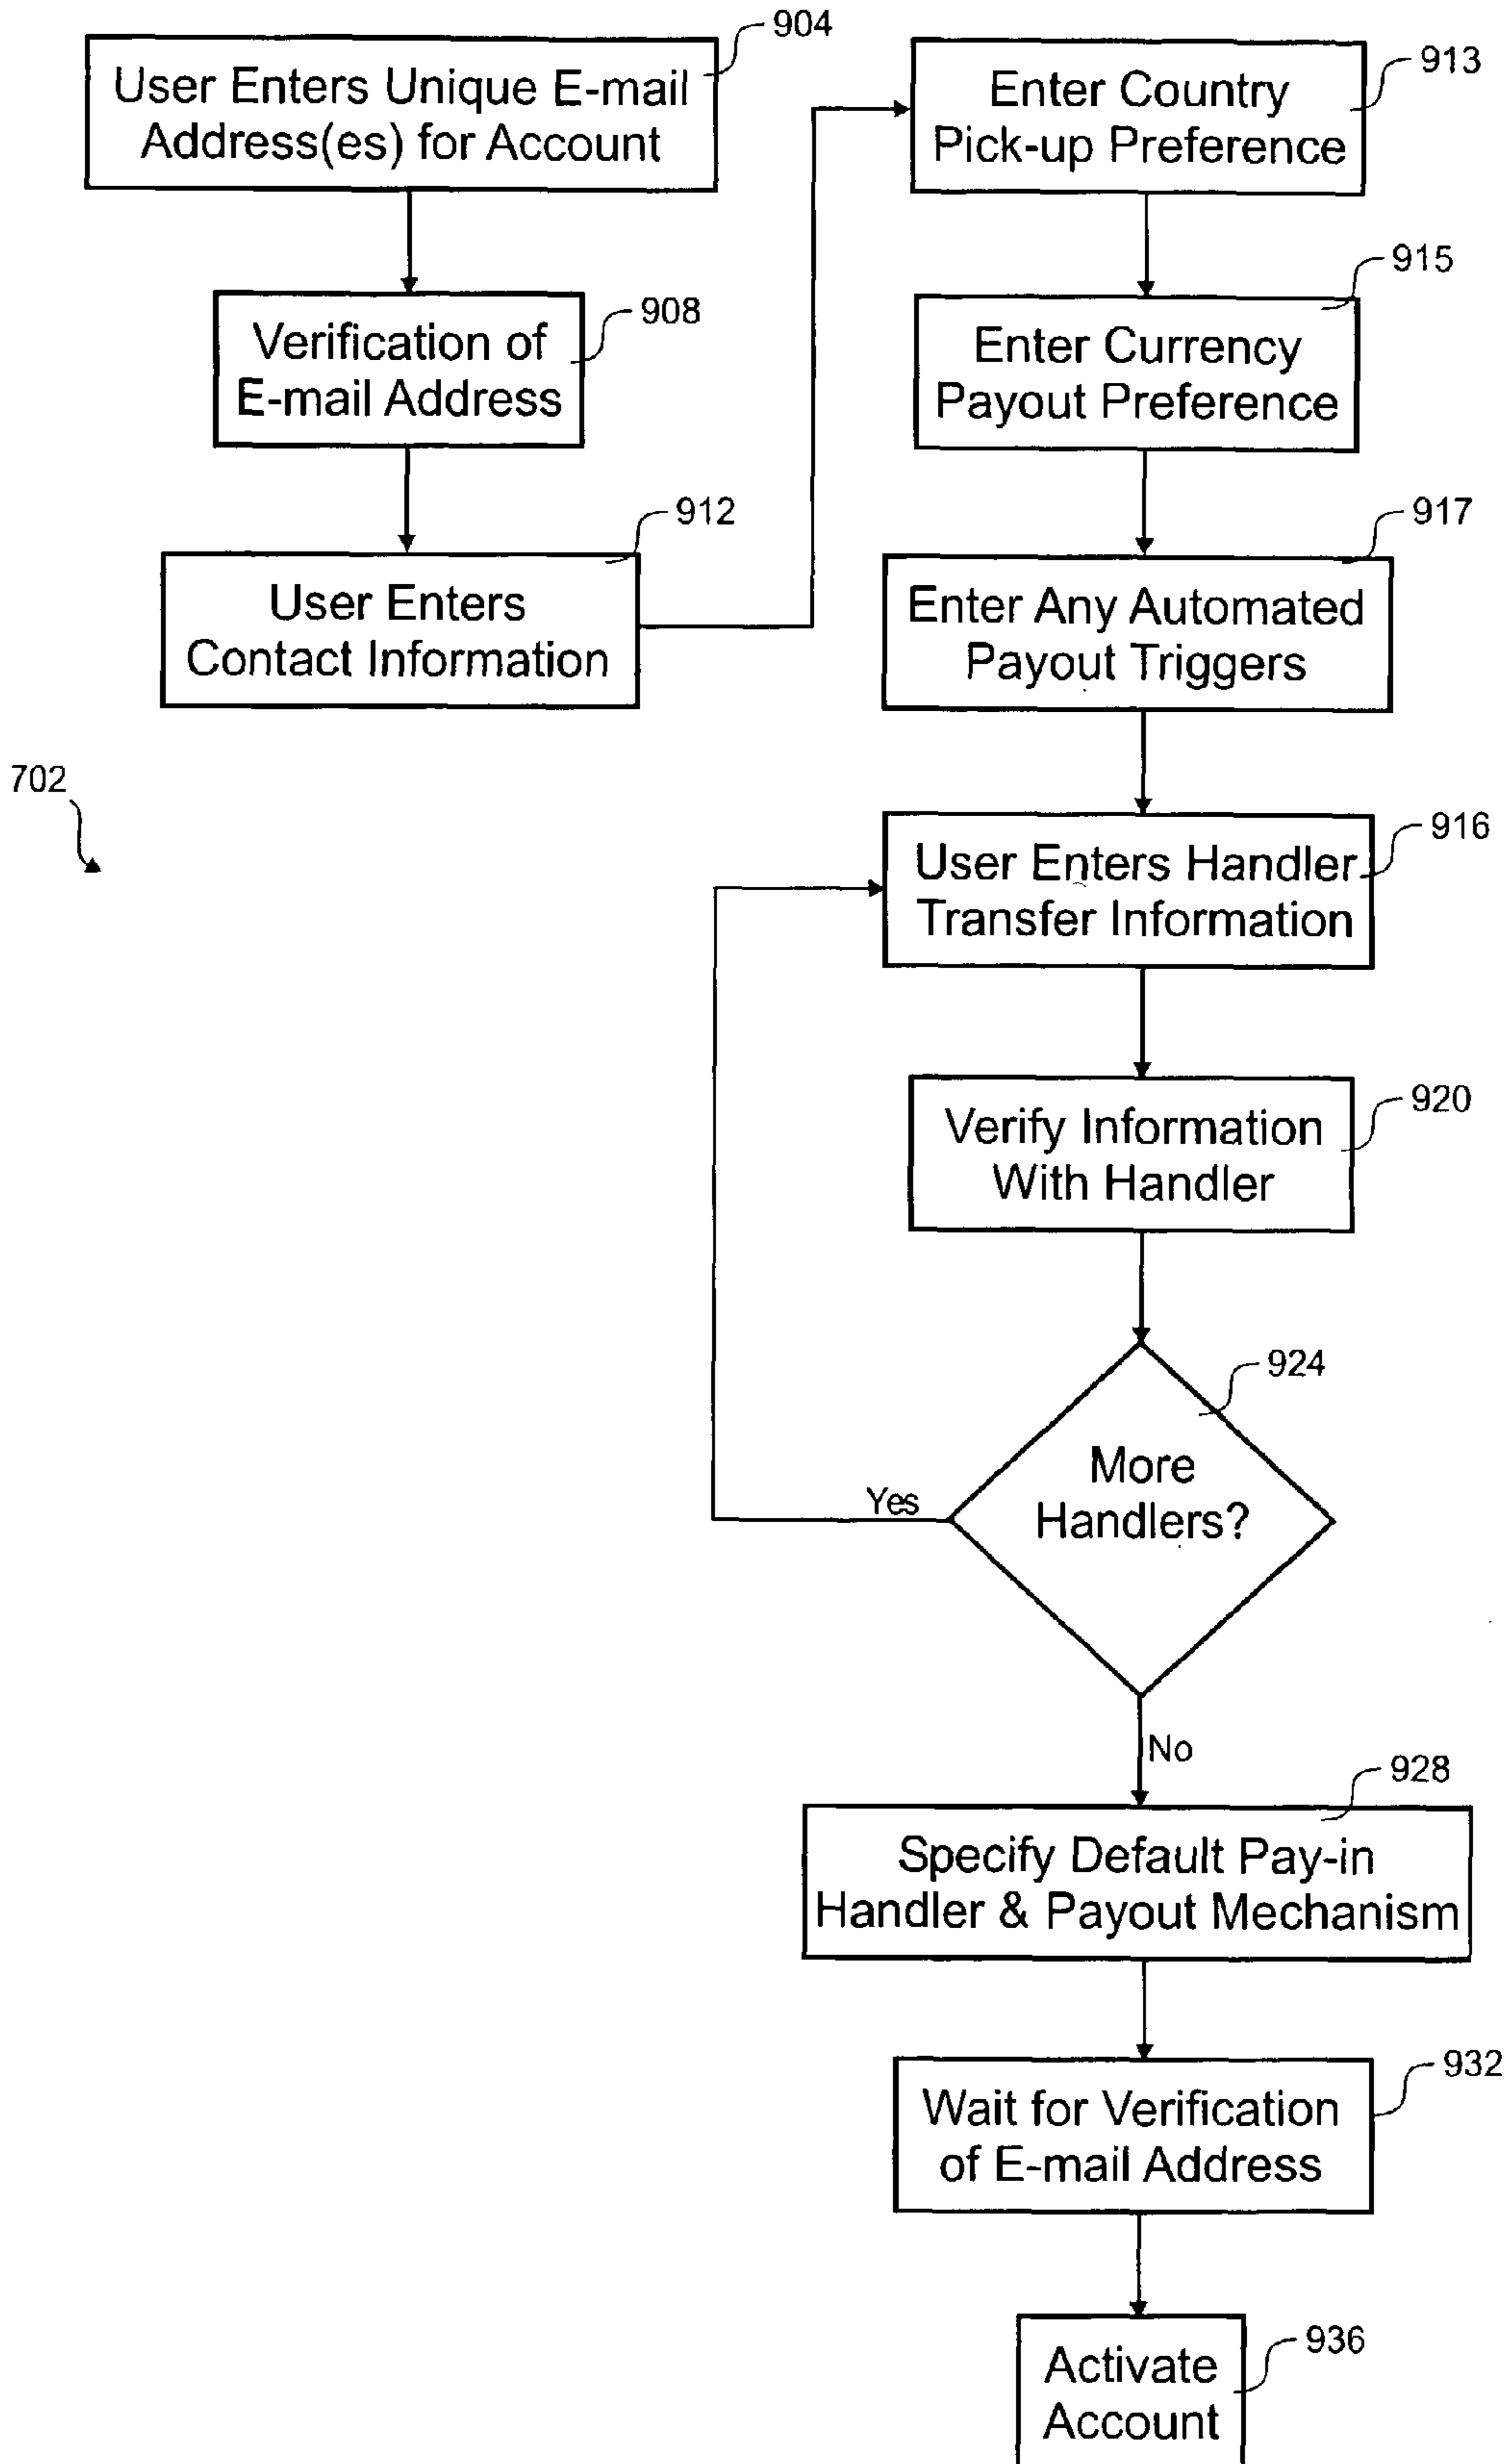 904
User Enters Unique E-mail
Address(es) for Account
908
Verification of
E-mail Address
912
User Enters
Contact Information
702
913
Enter Country
Pick-up Preference
915
Enter Currency
Payout Preference
917
Enter Any Automated
Payout Triggers
916
User Enters Handler
Transfer Information
920
Verify Information
With Handler
924
More
Handlers?
Yes
No
928
Specify Default Pay-in
Handler & Payout Mechanism
932
Wait for Verification
of E-mail Address
936
Activate
Account